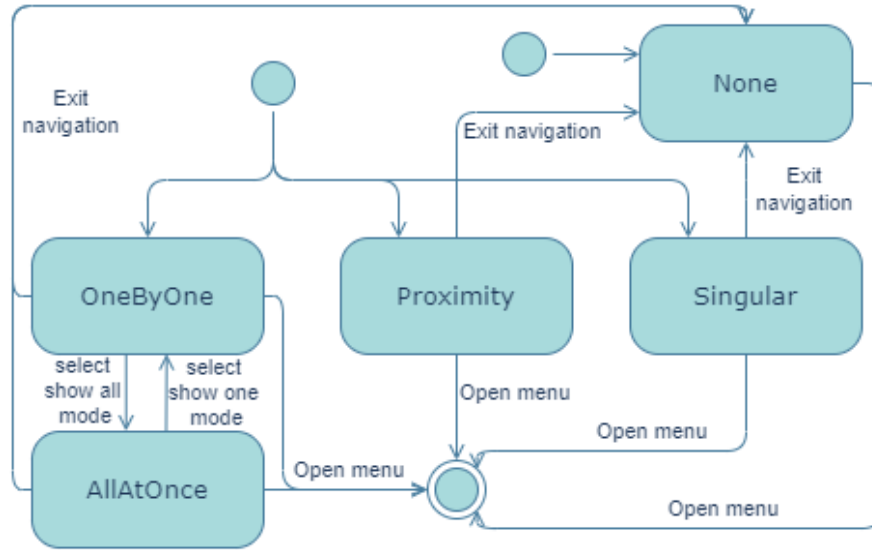 None
Exit
navigation
Exit navigation
Exit
navigation
OneByOne
Proximity
Singular
select
show all
mode
select
show one
mode
Open menu
Open menu
Open menu
AllAtOnce
Open menu